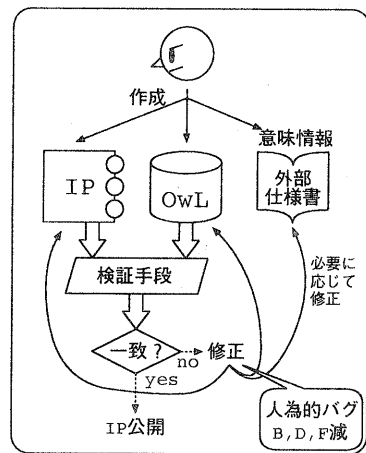 作成
意味情報
IP
OwL
外部
仕様書
検証手段
必要に
応じて
修正
一致?
no
修正
yes
IP公開
人為的バグ
B,D,F減